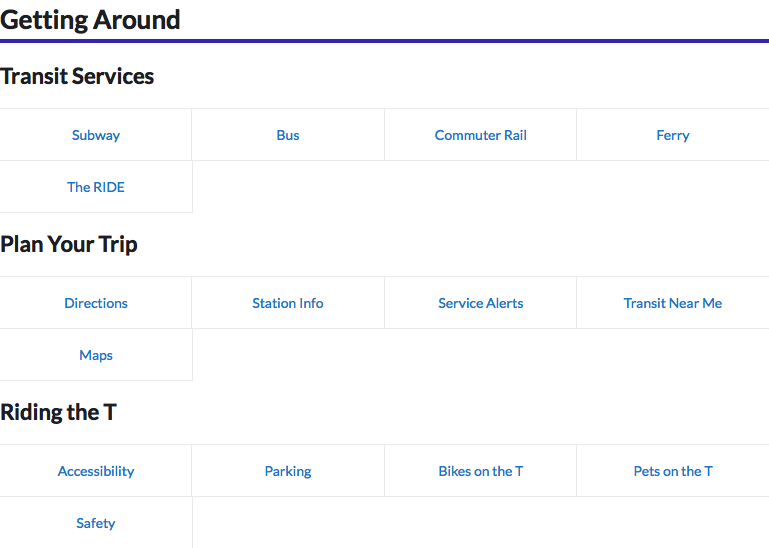 Getting Around
Transit Services
Subway Bus Commuter Rail Ferry
The RIDE
Plan Your Trip
Directions Station Info Service Alerts Transit Near Me
Maps
Riding the T
Accessibility Parking Bikes on the T Pets on the T
Safety